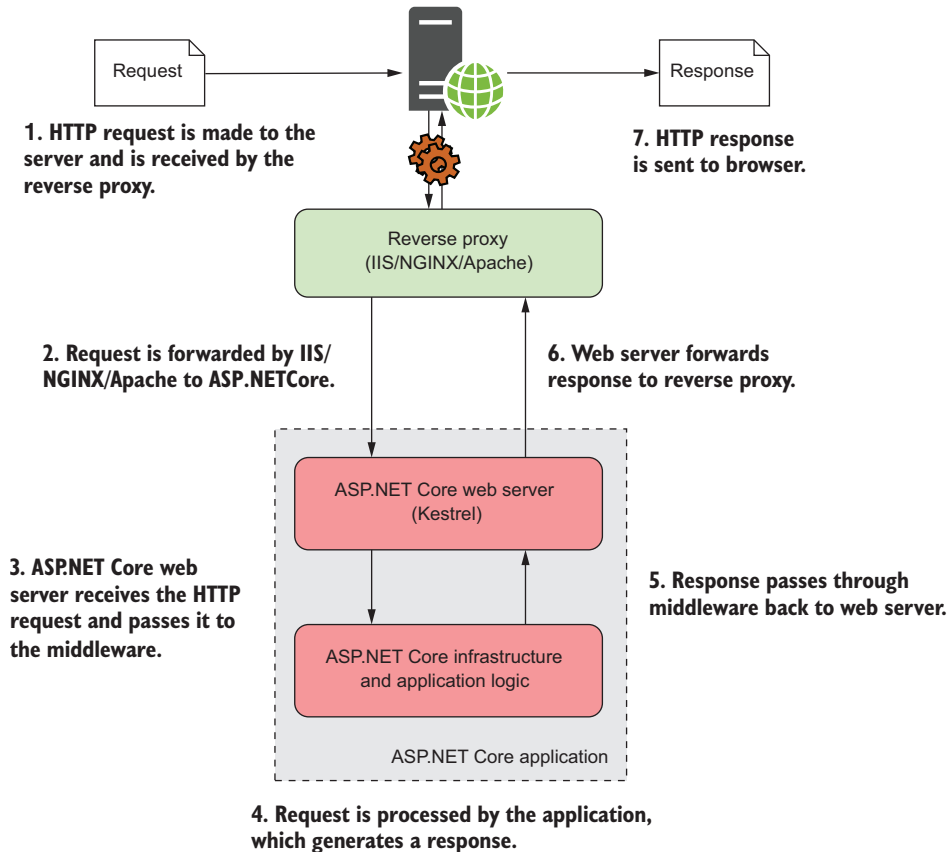 Request
Response
1. HTTP request is made to the
server and is received by the
reverse proxy.
7. HTTP response
is sent to browser.
Reverse proxy
(IIS/NGINX/Apache)
2. Request is forwarded by IIS/
NGINX/Apache to ASP.NETCore.
6. Web server forwards
response to reverse proxy.
ASP.NET Core web server
(Kestrel)
3. ASP.NET Core web
server receives the HTTP
request and passes it to
the middleware.
5. Response passes through
middleware back to web server.
ASP.NET Core infrastructure
and application logic
ASP.NET Core application
4. Request is processed by the application,
which generates a response.